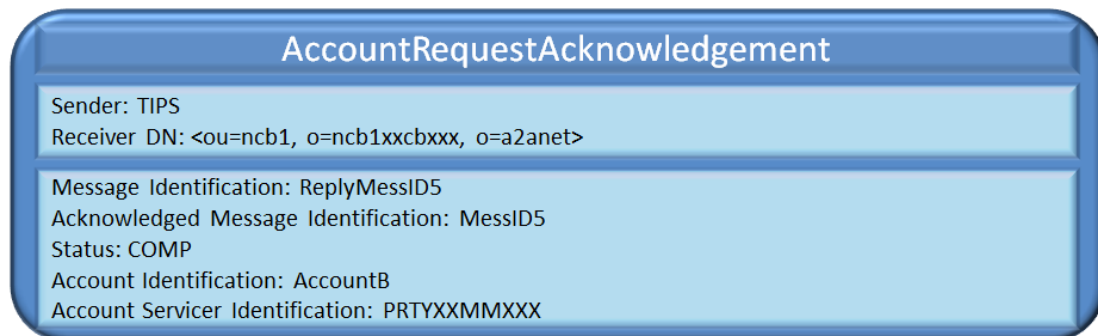 AccountRequestAcknowledgement
Sender: TIPS
Receiver DN: <ou=ncb1, o=ncb1xxcbxxx, o=a2anet>
Message Identification: ReplyMessID5
Acknowledged Message Identification: MessID5
Status: COMP
Account Identification: AccountB
Account Servicer Identification: PRTYXXMMXXX